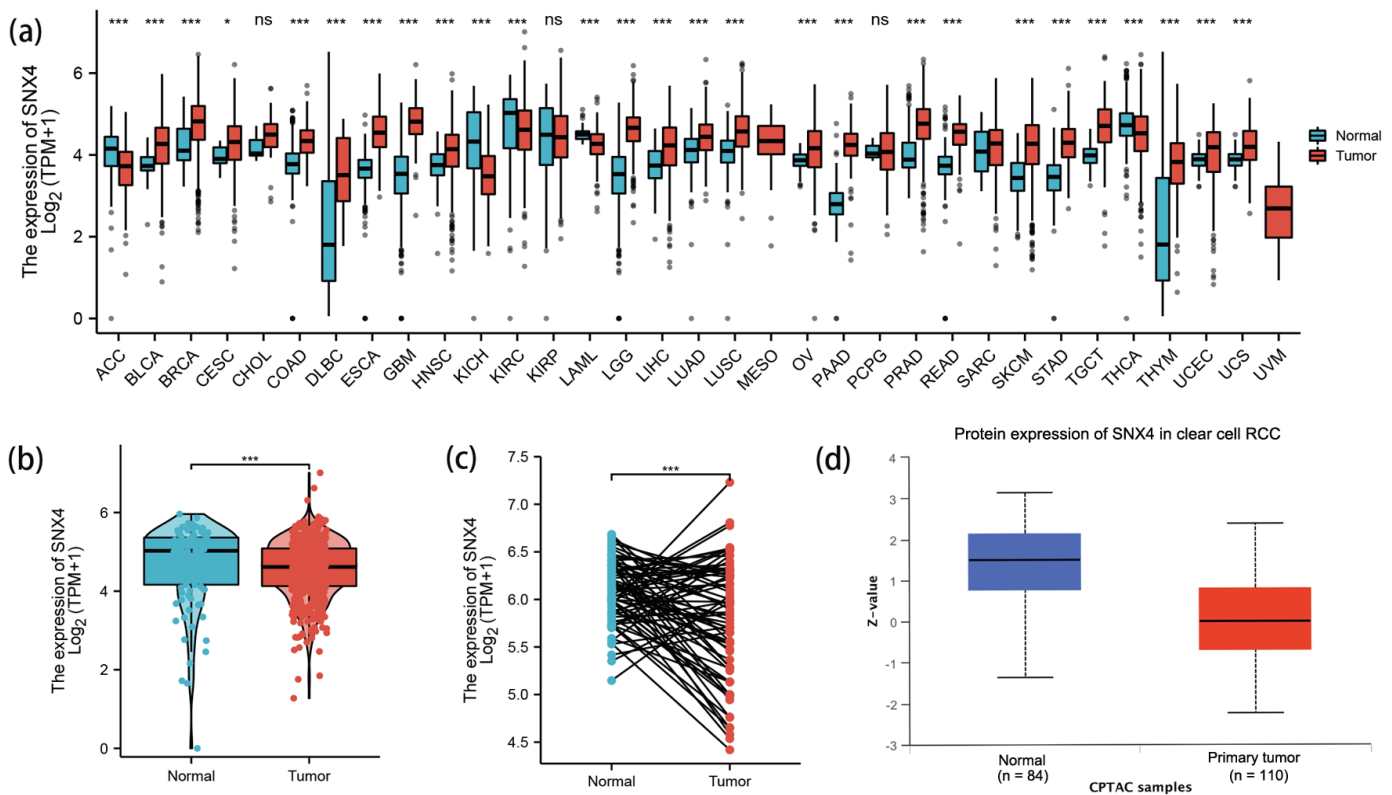 (a)
*** *** *** * ns *** *** *** *** *** *** *** ns *** *** *** *** *** *** *** ns *** *** *** *** *** *** *** *** ***
The expression of SNX4
Log2 (TPM+1)
6
4
2
0
Normal
Tumor
ACC BLCA BRCA CESC CHOL COAD DLBC ESCA GBM HNSC KICH KIRC KIRP LAML LGG LIHC LUAD LUSC MESO OV PAAD PCPG PRAD READ SARC SKCM STAD TGCT THCA THYM UCEC UCS UVM
(b)
***
The expression of SNX4
Log2 (TPM+1)
6
4
2
0
Normal Tumor
(c)
***
The expression of SNX4
Log2 (TPM+1)
7.5
7.0
6.5
6.0
5.5
5.0
4.5
Normal Tumor
(d)
Protein expression of SNX4 in clear cell RCC
Z-value
4
3
2
1
0
-1
-2
-3
Normal
(n = 84)
Primary tumor
(n = 110)
CPTAC samples